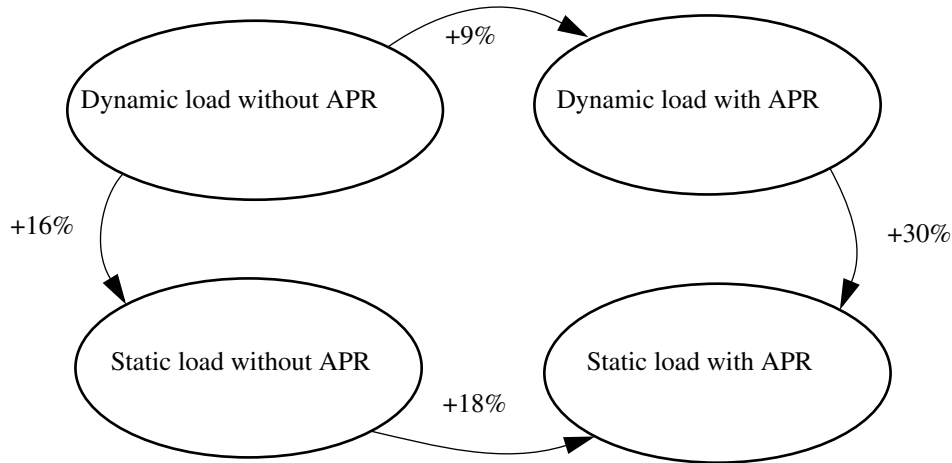 +9%
Dynamic load without APR
Dynamic load with APR
+16%
+30%
Static load without APR
Static load with APR
+18%